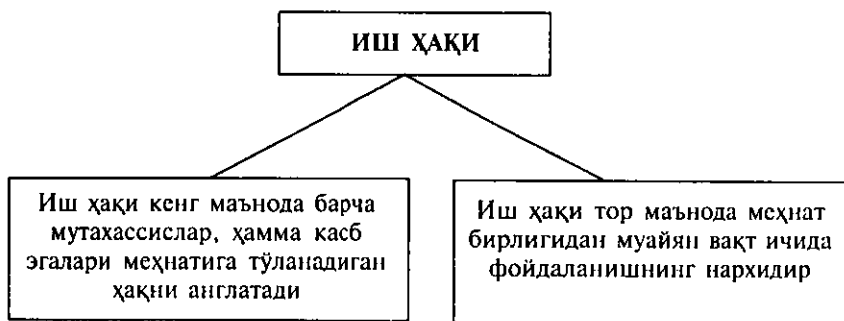 ИШ ҲАҚИ
Иш ҳақи кенг маънода барча
мутахассислар, ҳамма касб
эгалари меҳнатига тўланадиган
ҳақни англатади
Иш ҳақи тор маънода меҳнат
бирлигидан муайян вақт ичида
фойдаланишнинг нархидир